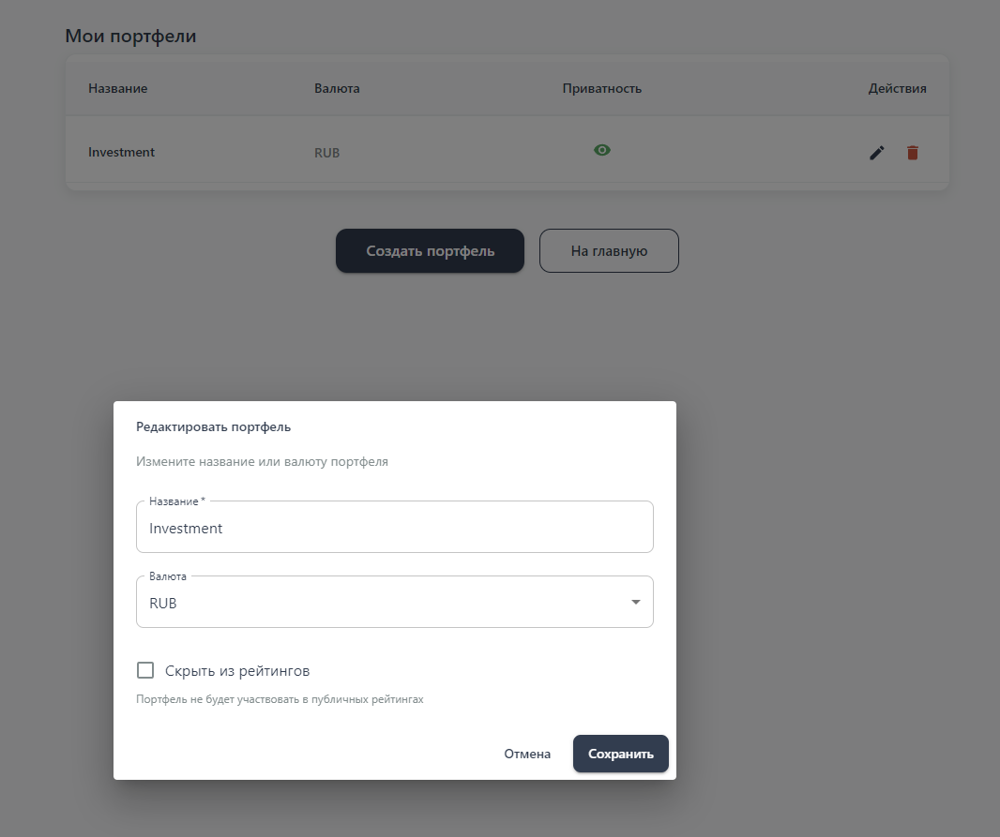 Мои портфели
Название Валюта Приватность Действия
Investment RUB
Создать портфель На главную
Редактировать портфель
Измените название или валюту портфеля
Название *
Investment
Валюта
RUB
Скрыть из рейтингов
Портфель не будет участвовать в публичных рейтингах
Отмена Сохранить